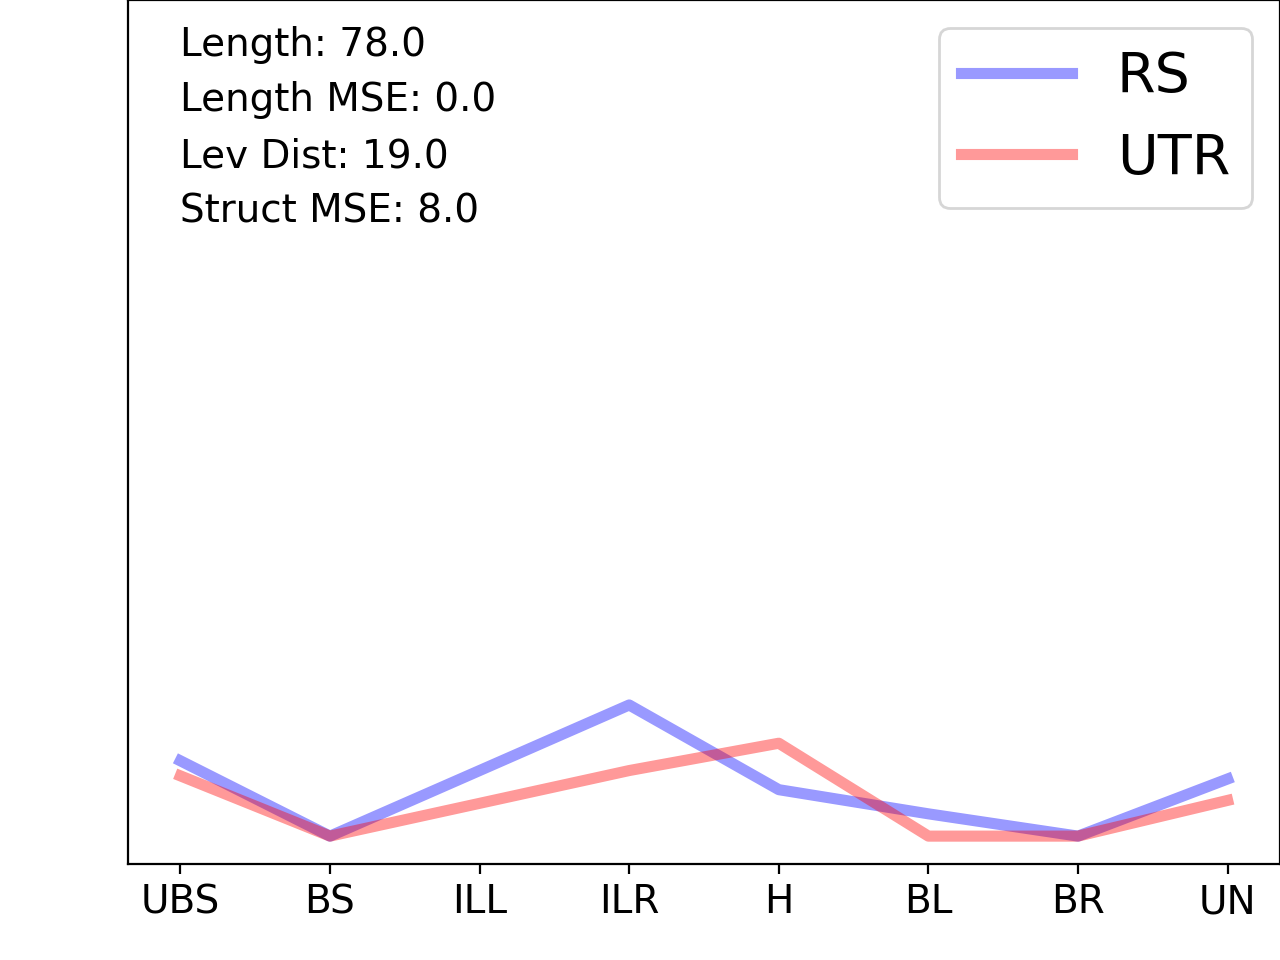 Length: 78.0
Length MSE: 0.0
Lev Dist: 19.0
Struct MSE: 8.0
RS
UTR
UBS BS ILL ILR H BL BR UN